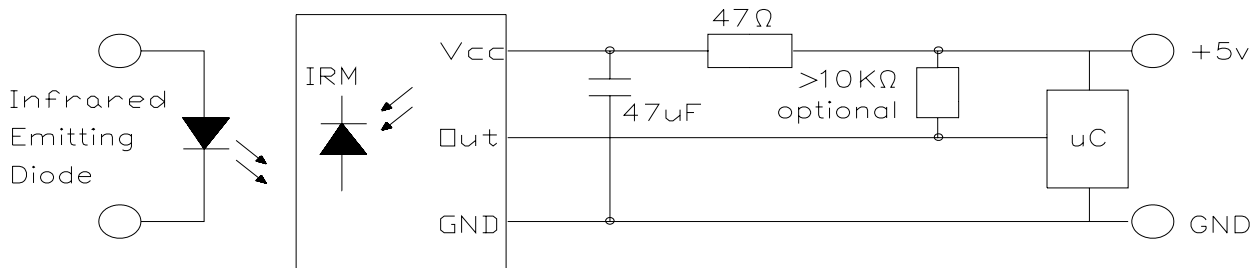 Infrared
Emitting
Diode
IRM
Vcc
Out
GND
47uF
47Ω
>10KΩ
optional
uC
+5v
GND